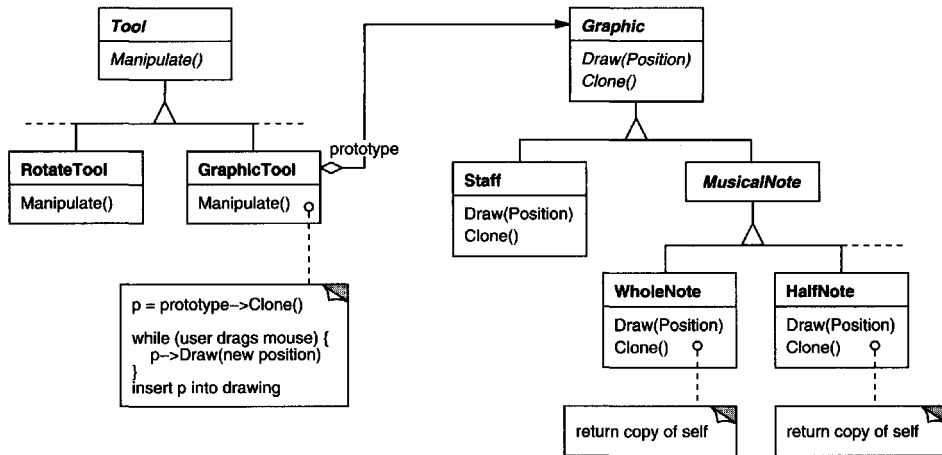 Tool
Manipulate()
RotateTool
Manipulate()
GraphicTool
Manipulate()
prototype
p = prototype–>Clone()
while (user drags mouse) {
p–>Draw(new position)
}
insert p into drawing
Graphic
Draw(Position)
Clone()
Staff
Draw(Position)
Clone()
MusicalNote
WholeNote
Draw(Position)
Clone()
HalfNote
Draw(Position)
Clone()
return copy of self
return copy of self